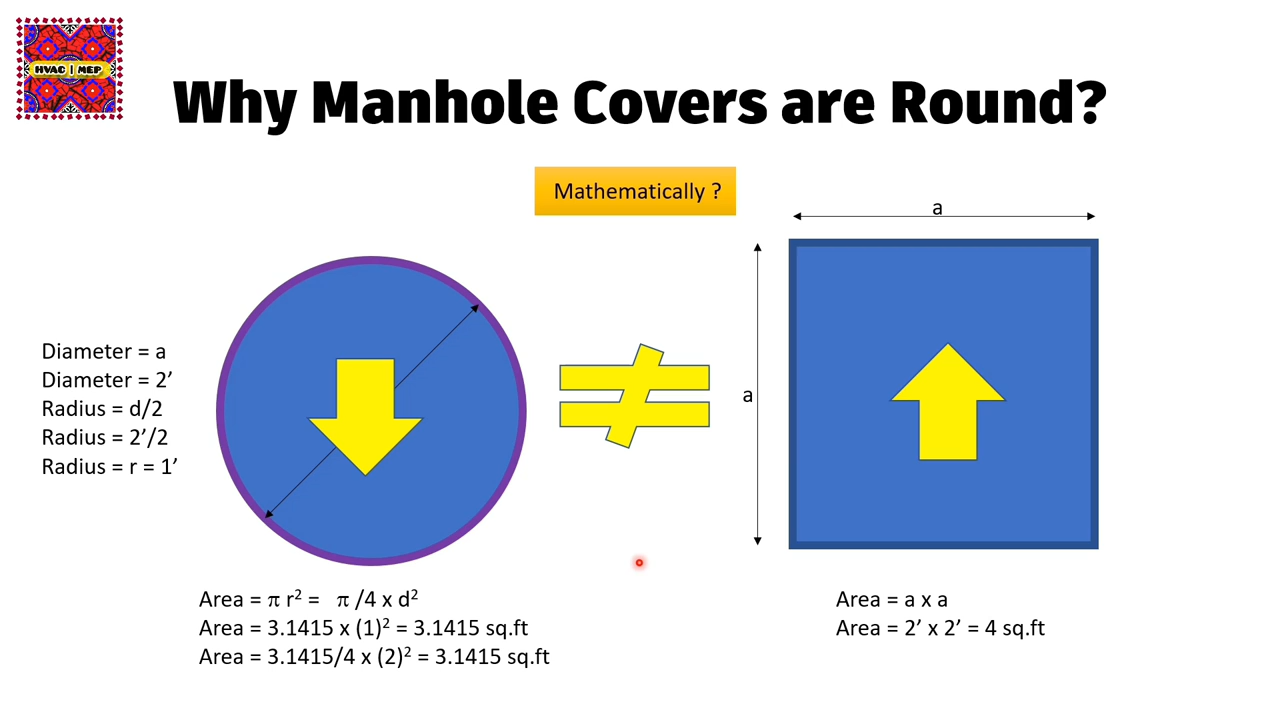 HVAC | MEP
Why Manhole Covers are Round?
Mathematically ?
a
a
Diameter = a
Diameter = 2’
Radius = d/2
Radius = 2’/2
Radius = r = 1’
Area = π r² = π /4 x d²
Area = 3.1415 x (1)² = 3.1415 sq.ft
Area = 3.1415/4 x (2)² = 3.1415 sq.ft
Area = a x a
Area = 2’ x 2’ = 4 sq.ft